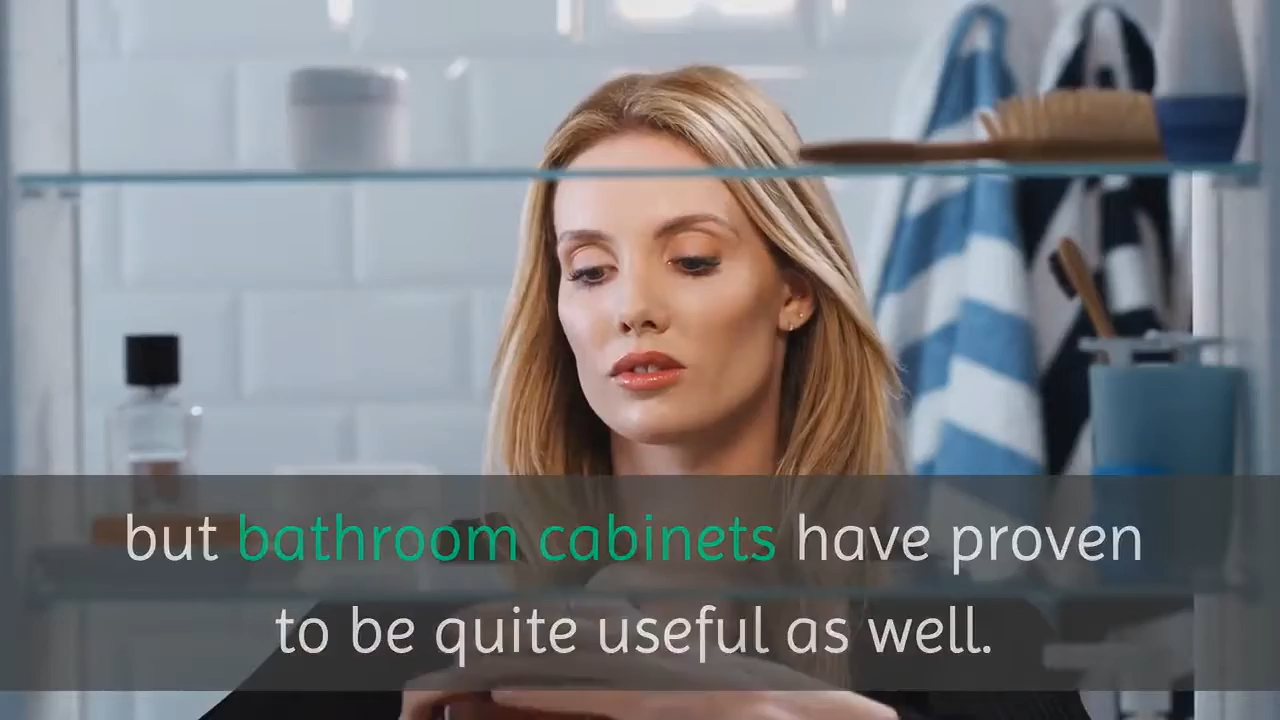 but bathroom cabinets have proven
to be quite useful as well.